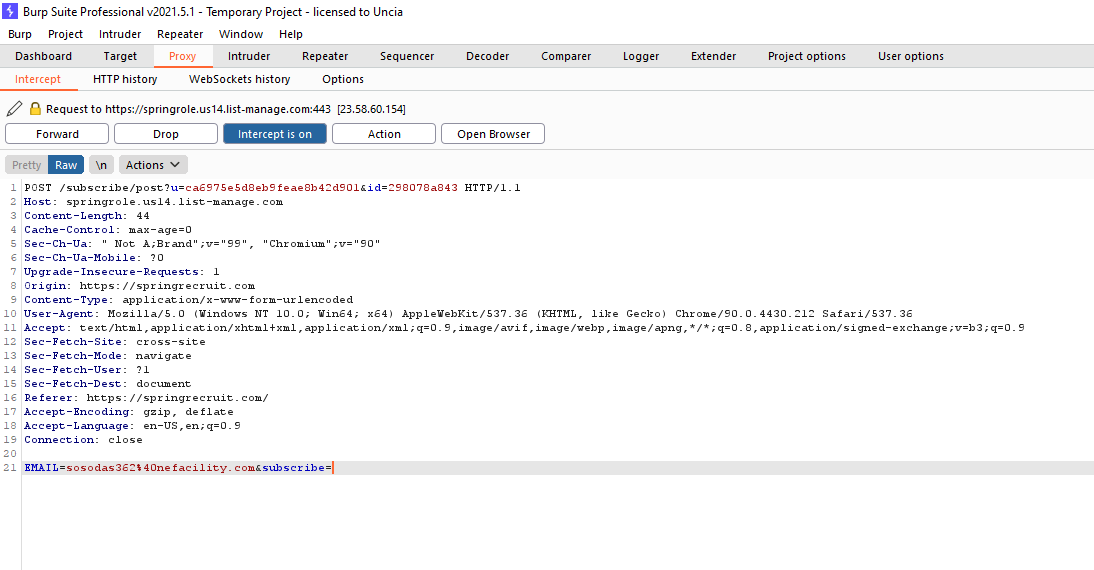 Burp Suite Professional v2021.5.1 - Temporary Project - licensed to Uncia
Burp Project Intruder Repeater Window Help
Dashboard Target Proxy Intruder Repeater Sequencer Decoder Comparer Logger Extender Project options User options
Intercept HTTP history WebSockets history Options
Request to https://springrole.us14.list-manage.com:443 [23.58.60.154]
Forward Drop Intercept is on Action Open Browser
Pretty Raw \n Actions
1 POST /subscribe/post?u=ca6975e5d8eb9feae8b42d901&id=298078a843 HTTP/1.1
2 Host: springrole.us14.list-manage.com
3 Content-Length: 44
4 Cache-Control: max-age=0
5 Sec-Ch-Ua: " Not A;Brand";v="99", "Chromium";v="90"
6 Sec-Ch-Ua-Mobile: ?0
7 Upgrade-Insecure-Requests: 1
8 Origin: https://springrecruit.com
9 Content-Type: application/x-www-form-urlencoded
10 User-Agent: Mozilla/5.0 (Windows NT 10.0; Win64; x64) AppleWebKit/537.36 (KHTML, like Gecko) Chrome/90.0.4430.212 Safari/537.36
11 Accept: text/html,application/xhtml+xml,application/xml;q=0.9,image/avif,image/webp,image/apng,*/*;q=0.8,application/signed-exchange;v=b3;q=0.9
12 Sec-Fetch-Site: cross-site
13 Sec-Fetch-Mode: navigate
14 Sec-Fetch-User: ?1
15 Sec-Fetch-Dest: document
16 Referer: https://springrecruit.com/
17 Accept-Encoding: gzip, deflate
18 Accept-Language: en-US,en;q=0.9
19 Connection: close
20
21 EMAIL=sosodas362%40nefacility.com&subscribe=